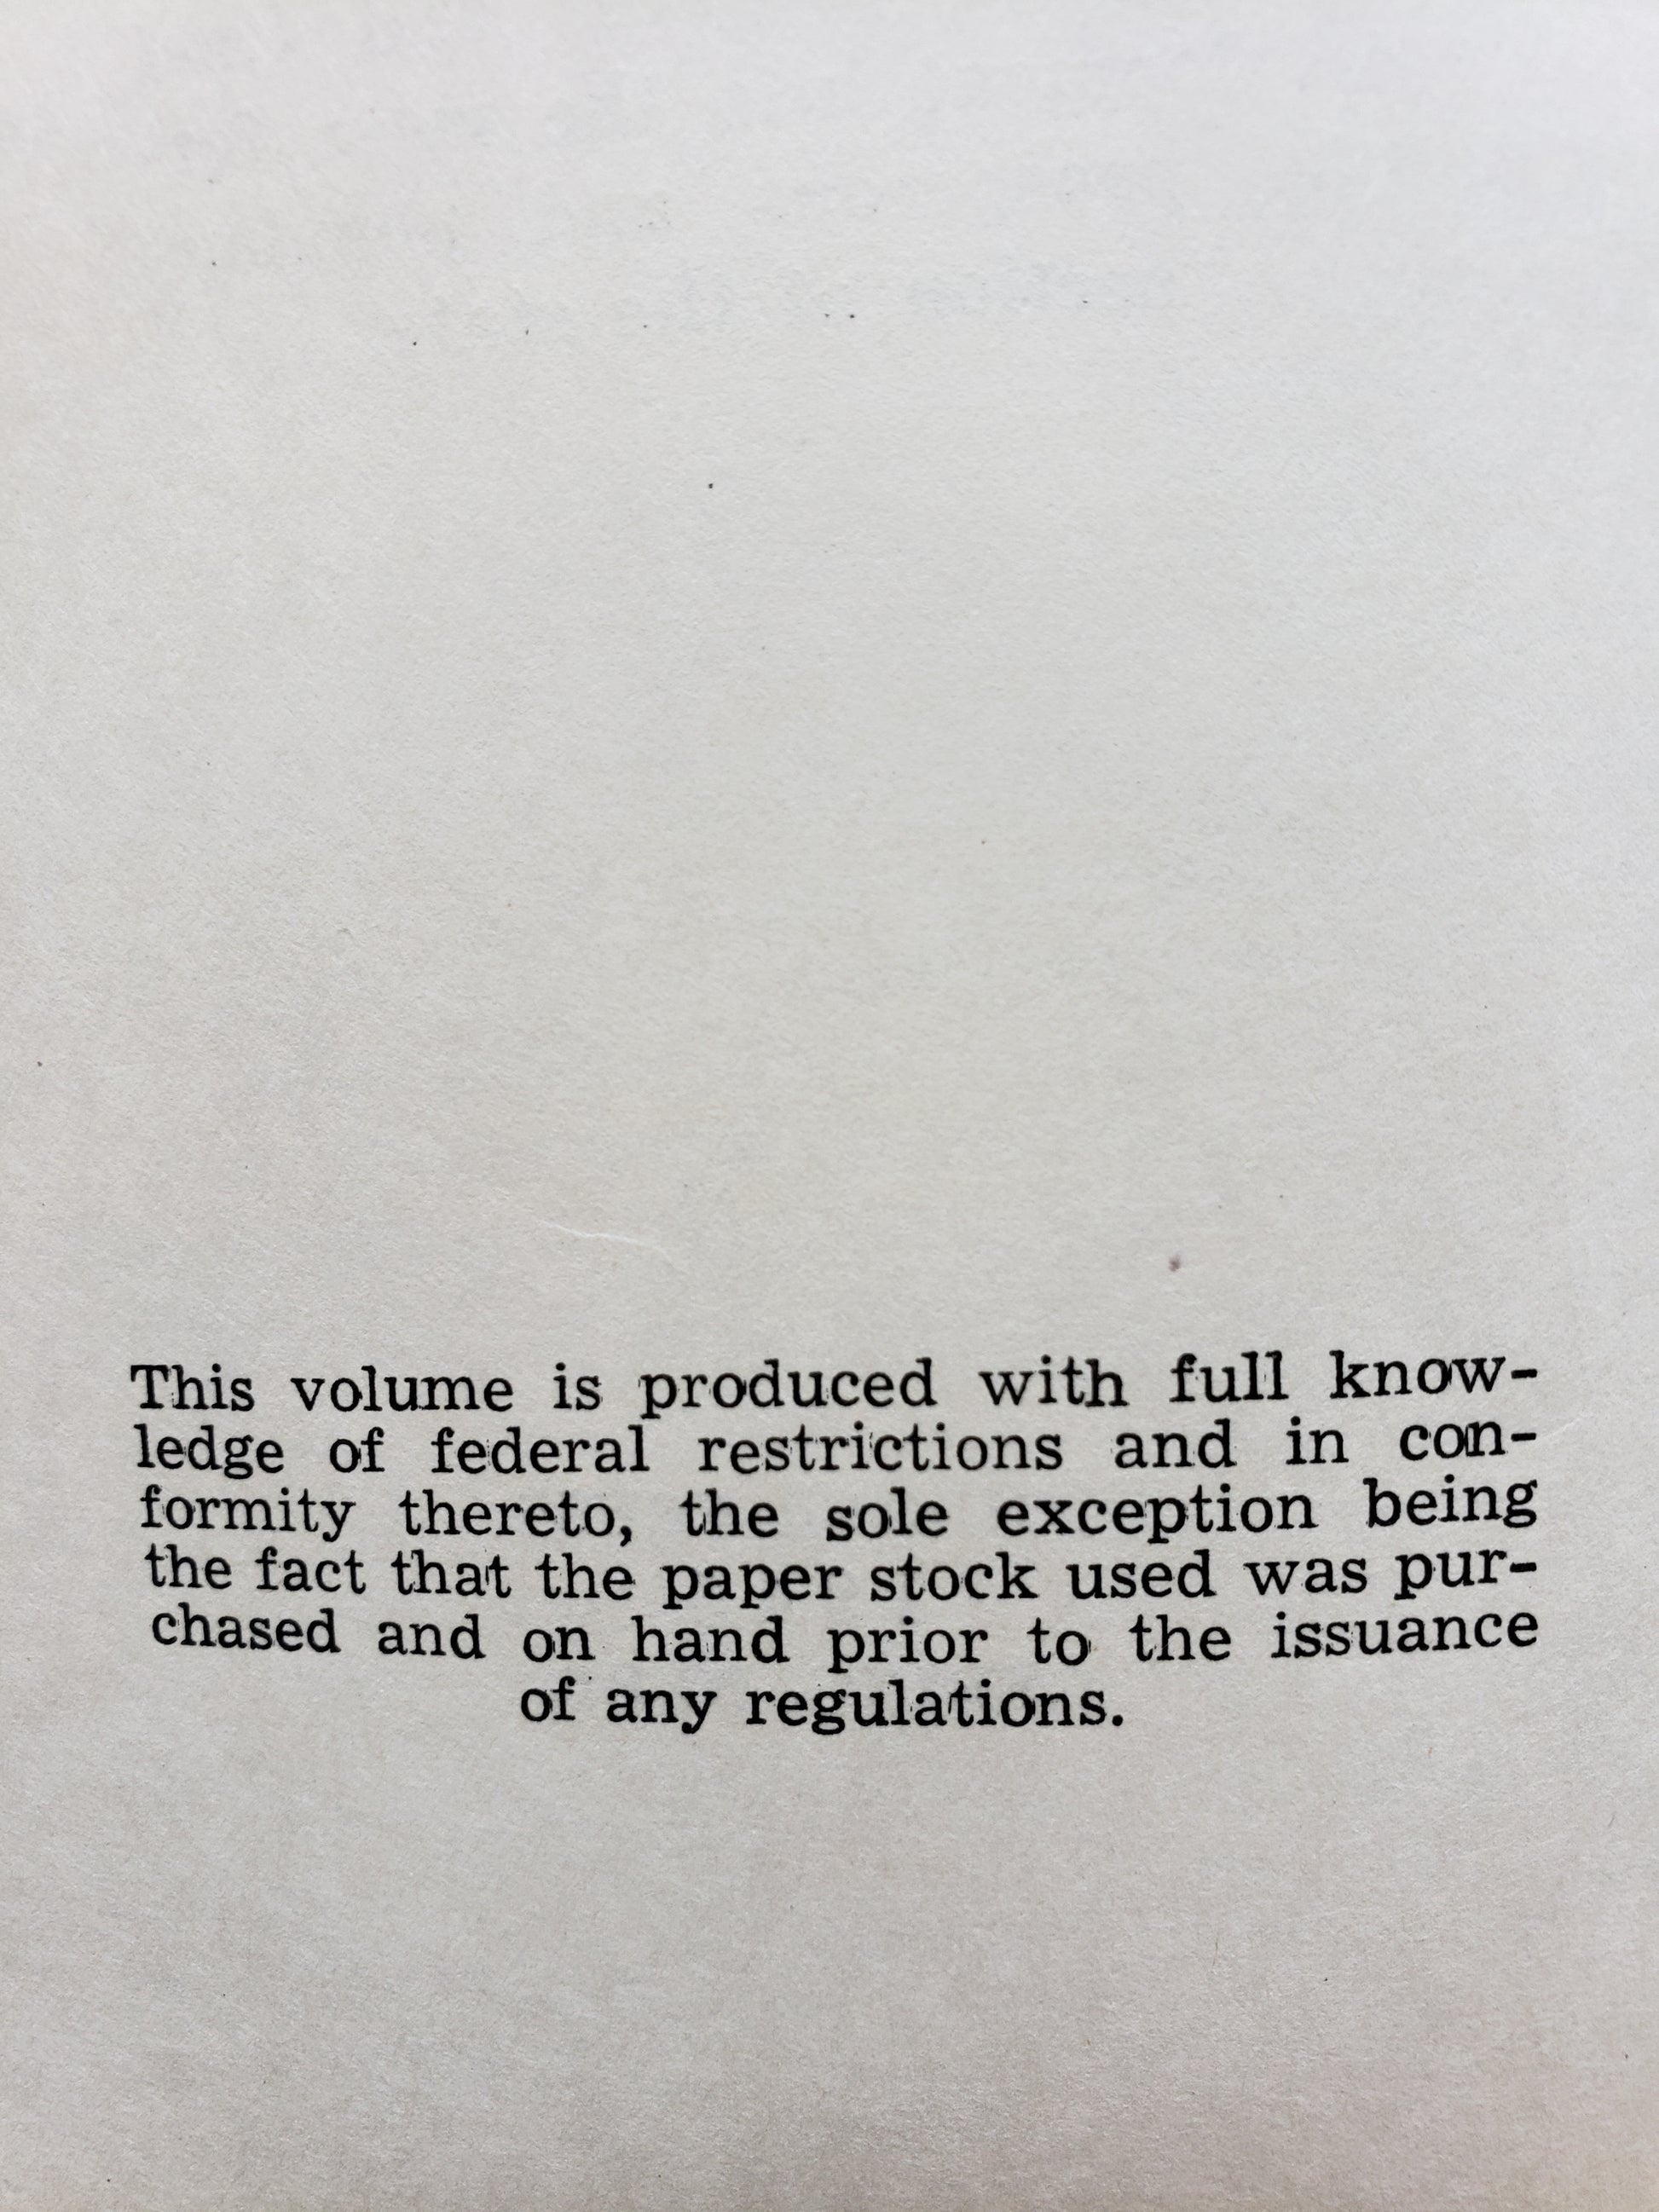 This volume is produced with full know-
ledge of federal restrictions and in con-
formity thereto, the sole exception being
the fact that the paper stock used was pur-
chased and on hand prior to the issuance
of any regulations.